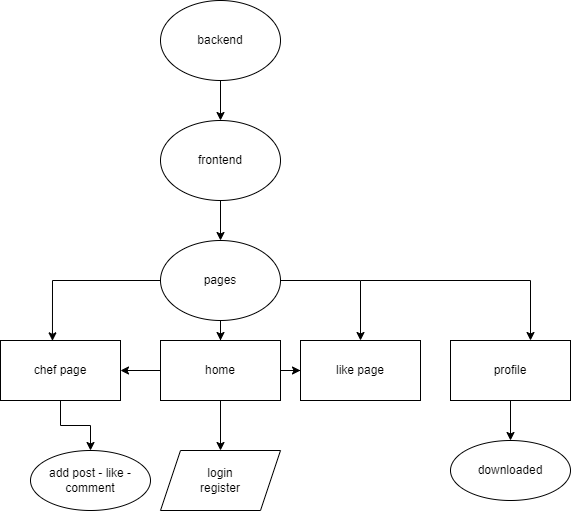 backend
frontend
pages
chef page
home
like page
profile
add post - like -
comment
login
register
downloaded